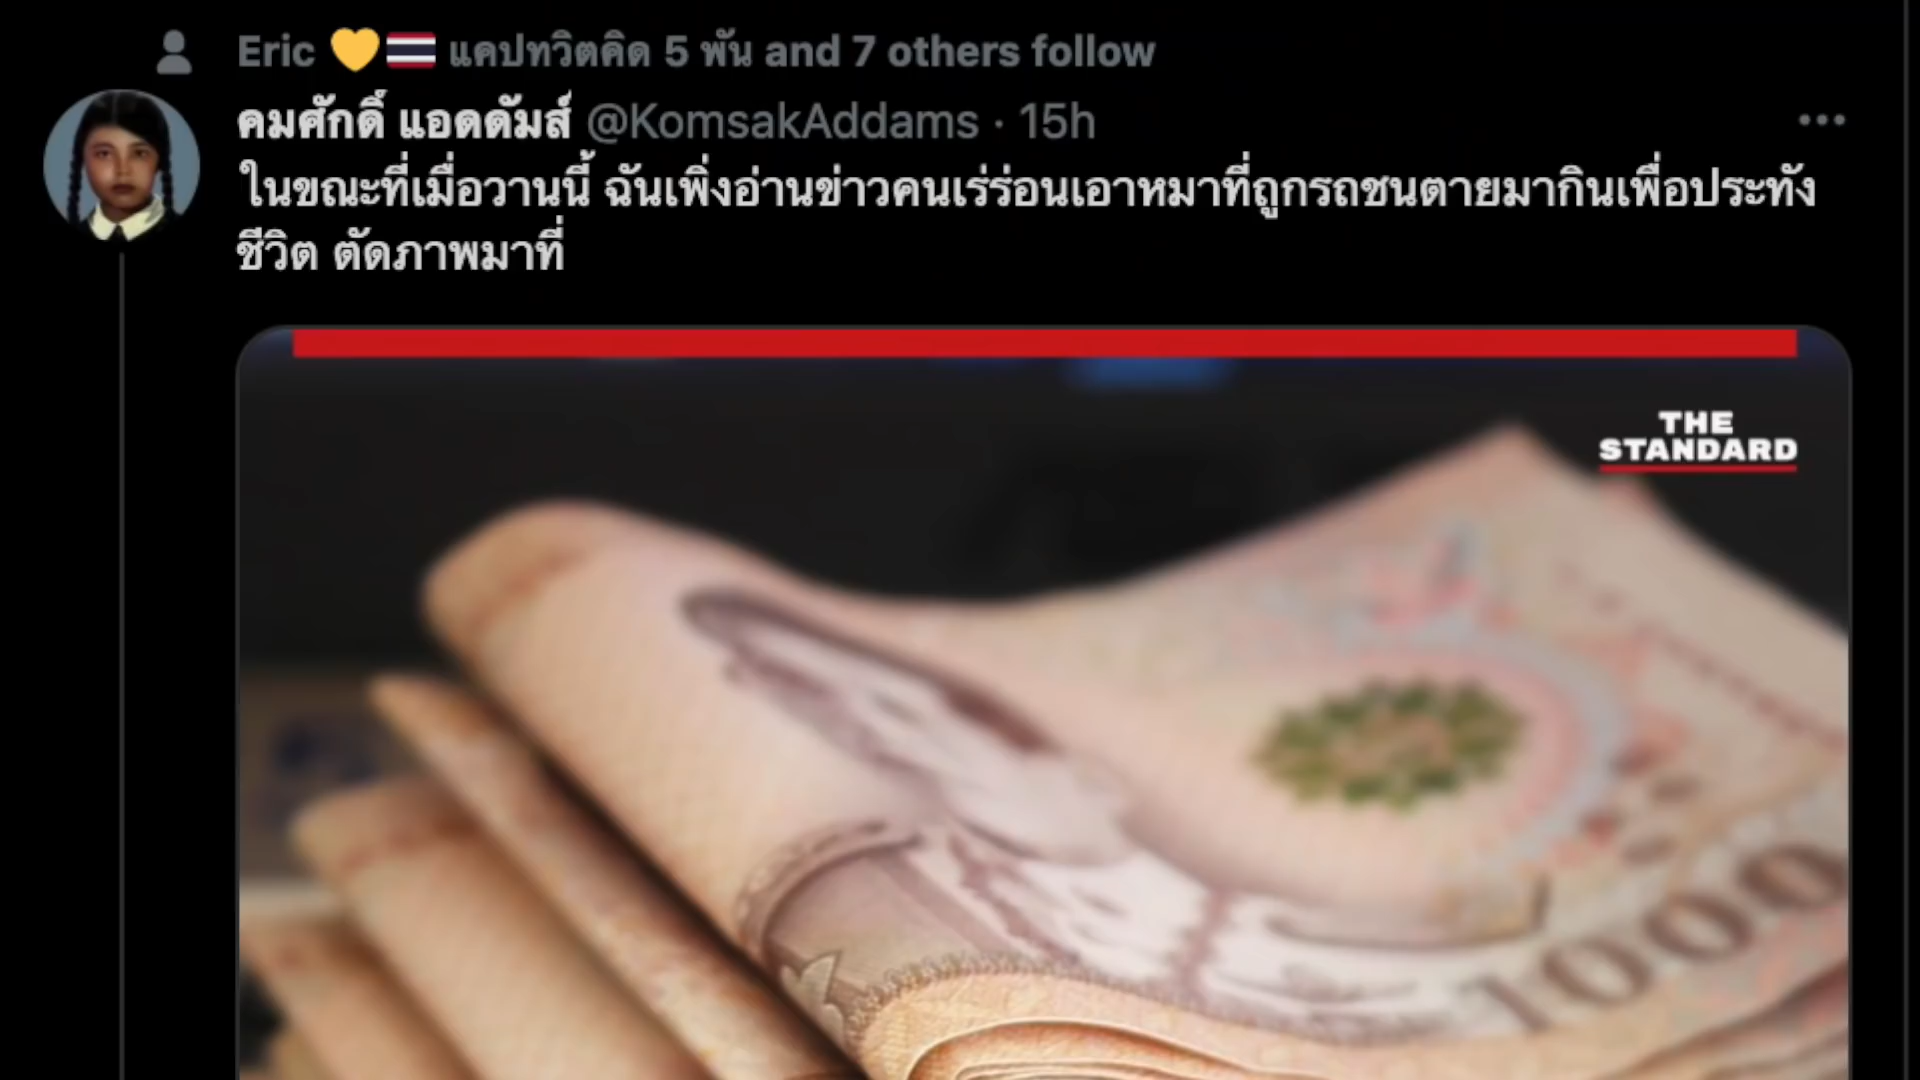 Eric 💛🇹🇭 แคปทวิตคิด 5 พัน and 7 others follow
คมศักดิ์ แอดดัมส์ @KomsakAddams · 15h
ในขณะที่เมื่อวานนี้ ฉันเพิ่งอ่านข่าวคนเร่ร่อนเอาหมาที่ถูกรถชนตายมากินเพื่อประทัง
ชีวิต ตัดภาพมาที่
THE
STANDARD
1000